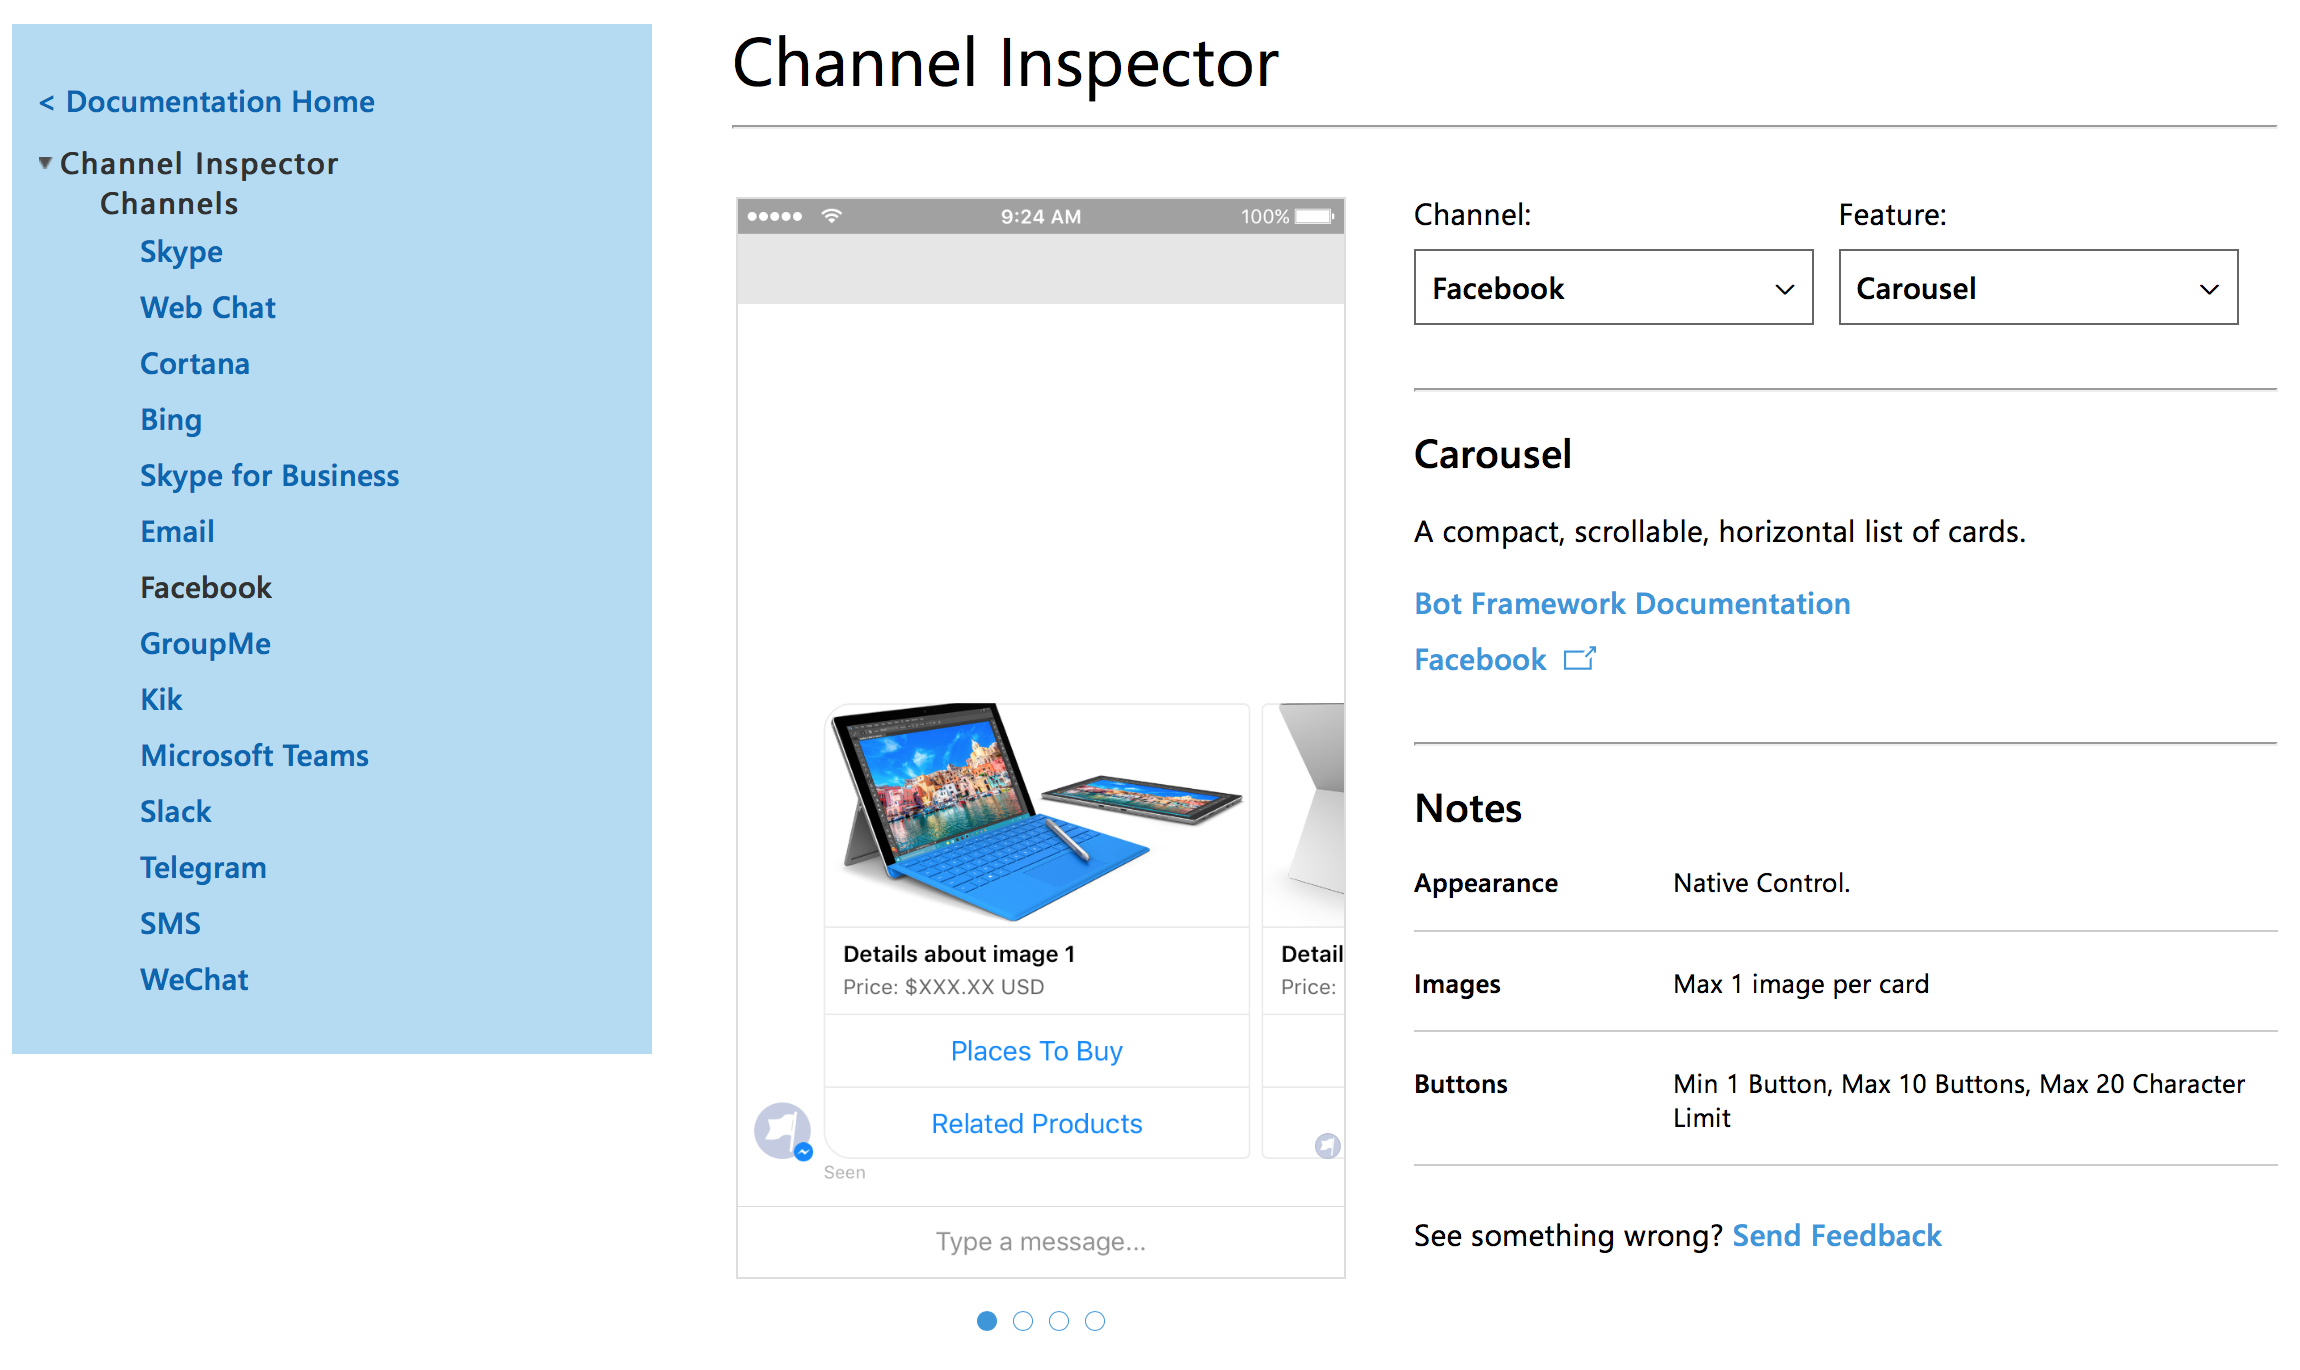 < Documentation Home
Channel Inspector
Channels
Skype
Web Chat
Cortana
Bing
Skype for Business
Email
Facebook
GroupMe
Kik
Microsoft Teams
Slack
Telegram
SMS
WeChat
Channel Inspector
9:24 AM
100%
Details about image 1
Price: $XXX.XX USD
Places To Buy
Related Products
Detail
Price:
Seen
Type a message...
Channel:
Feature:
Facebook
Carousel
Carousel
A compact, scrollable, horizontal list of cards.
Bot Framework Documentation
Facebook
Notes
Appearance
Native Control.
Images
Max 1 image per card
Buttons
Min 1 Button, Max 10 Buttons, Max 20 Character
Limit
See something wrong? Send Feedback